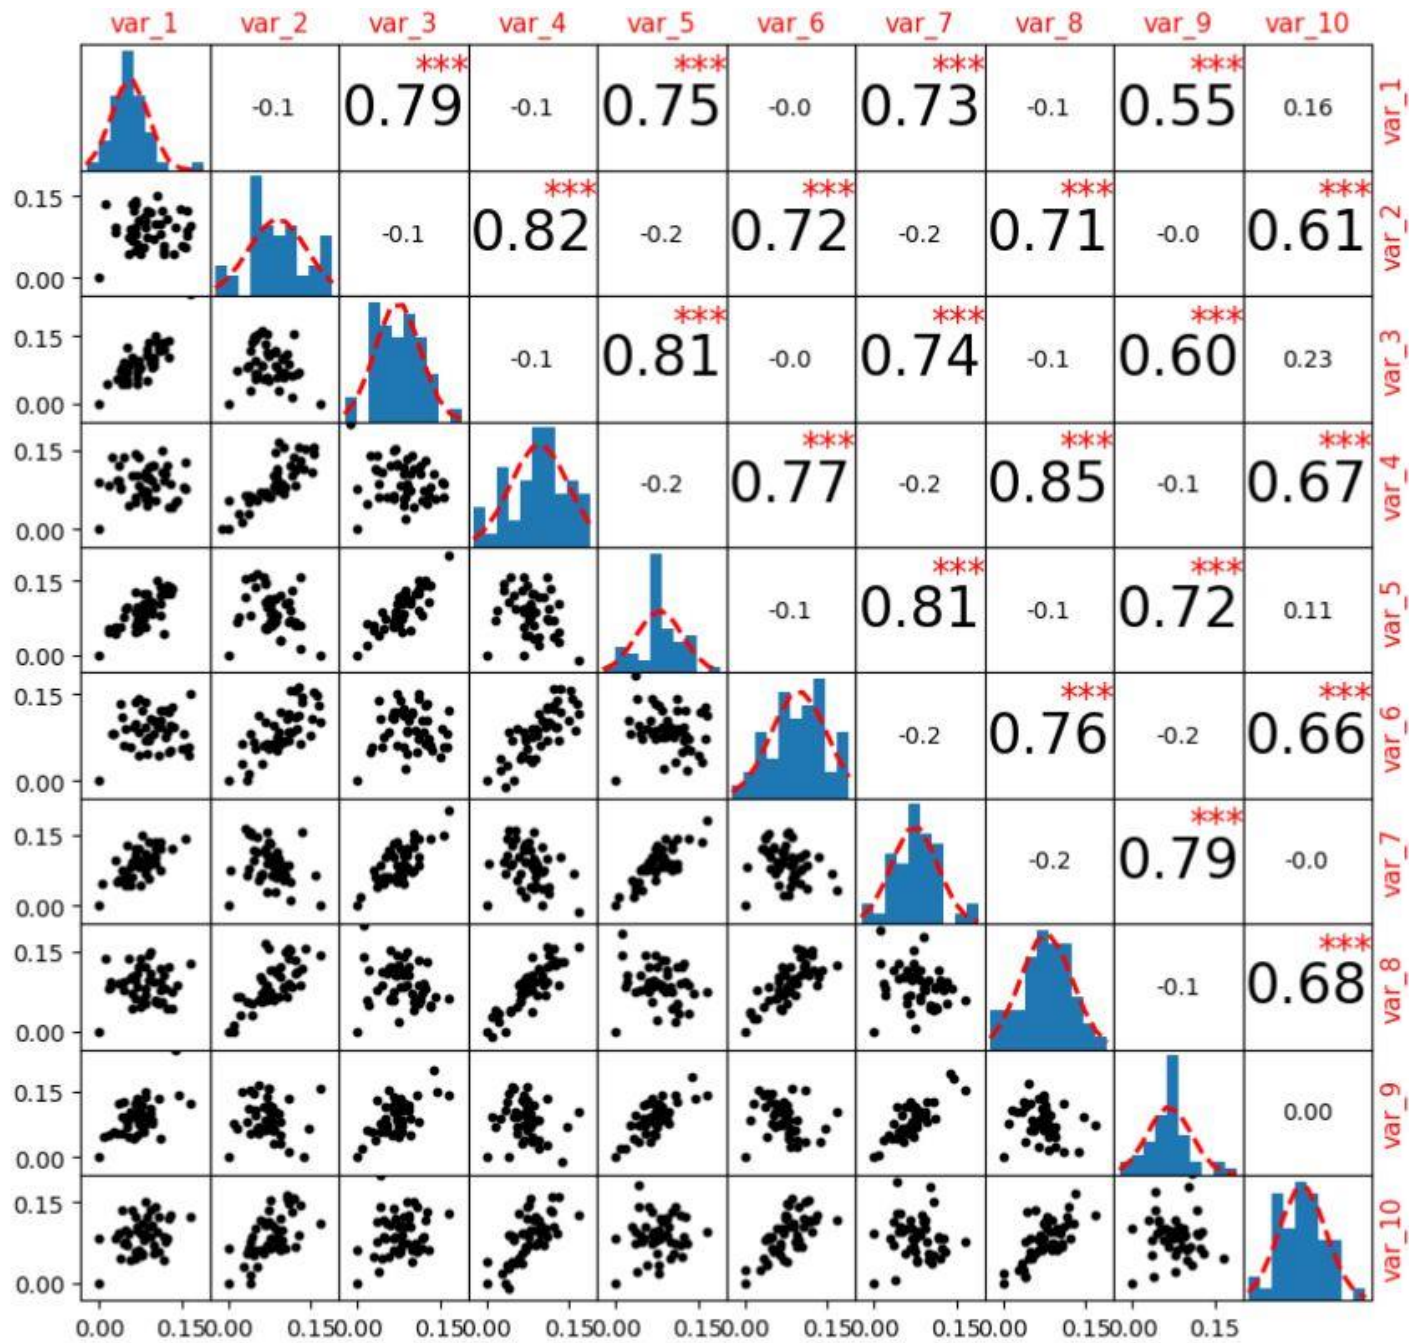 var_1 var_2 var_3 var_4 var_5 var_6 var_7 var_8 var_9 var_10
*** *** *** ***
-0.1 0.79 -0.1 0.75 -0.0 0.73 -0.1 0.55 0.16 var_1
*** *** *** ***
0.15 -0.1 0.82 -0.2 0.72 -0.2 0.71 -0.0 0.61 var_2
0.00
*** *** ***
0.15 -0.1 0.81 -0.0 0.74 -0.1 0.60 0.23 var_3
0.00
*** *** ***
0.15 -0.2 0.77 -0.2 0.85 -0.1 0.67 var_4
0.00
*** ***
0.15 -0.1 0.81 -0.1 0.72 0.11 var_5
0.00
*** ***
0.15 -0.2 0.76 -0.2 0.66 var_6
0.00
***
0.15 -0.2 0.79 -0.0 var_7
0.00
***
0.15 -0.1 0.68 var_8
0.00
0.15 0.00 var_9
0.00
0.15 var_10
0.00
0.00 0.150.00 0.150.00 0.150.00 0.150.00 0.150.00 0.150.00 0.150.00 0.150.00 0.15